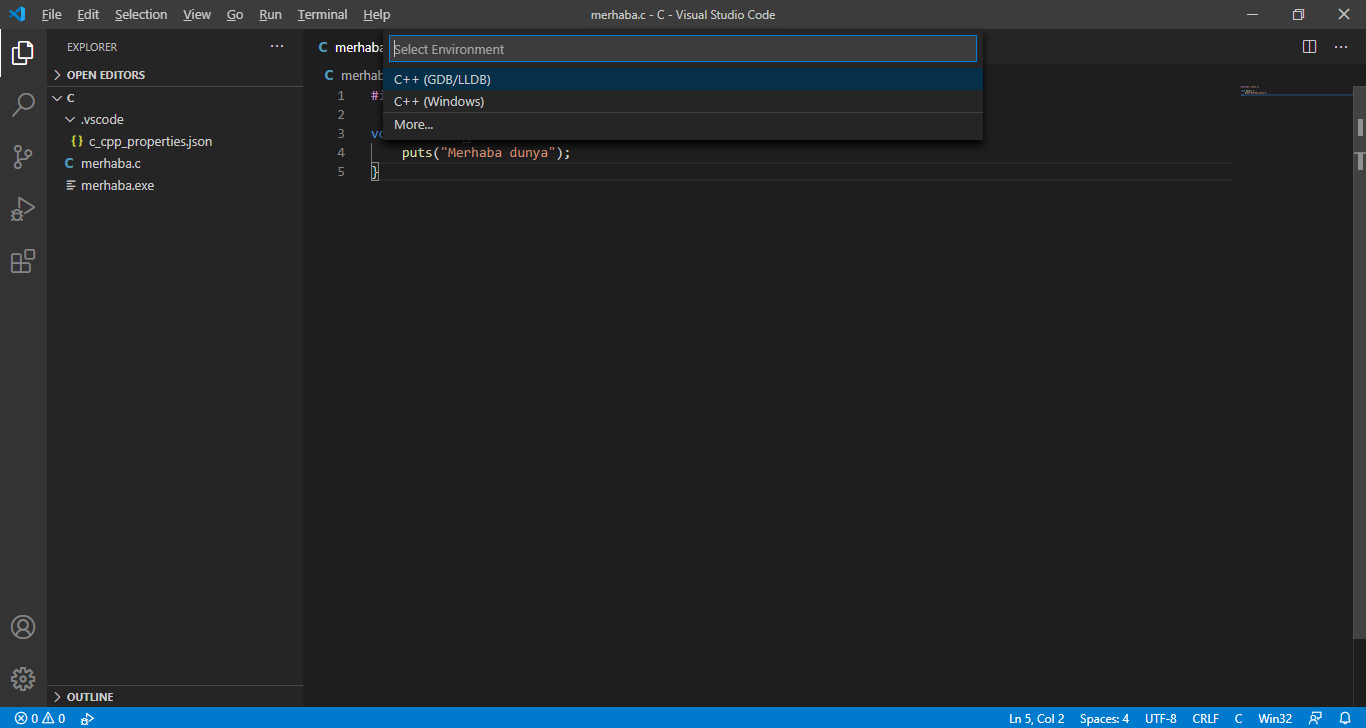 File Edit Selection View Go Run Terminal Help merhaba.c - C - Visual Studio Code
EXPLORER
OPEN EDITORS
C
.vscode
{} c_cpp_properties.json
C merhaba.c
merhaba.exe
OUTLINE
C merhaba
Select Environment
C++ (GDB/LLDB)
C++ (Windows)
More...
C merhab
1 #i
2
3 vo
4 puts("Merhaba dunya");
5 }
0 0 Ln 5, Col 2 Spaces: 4 UTF-8 CRLF C Win32